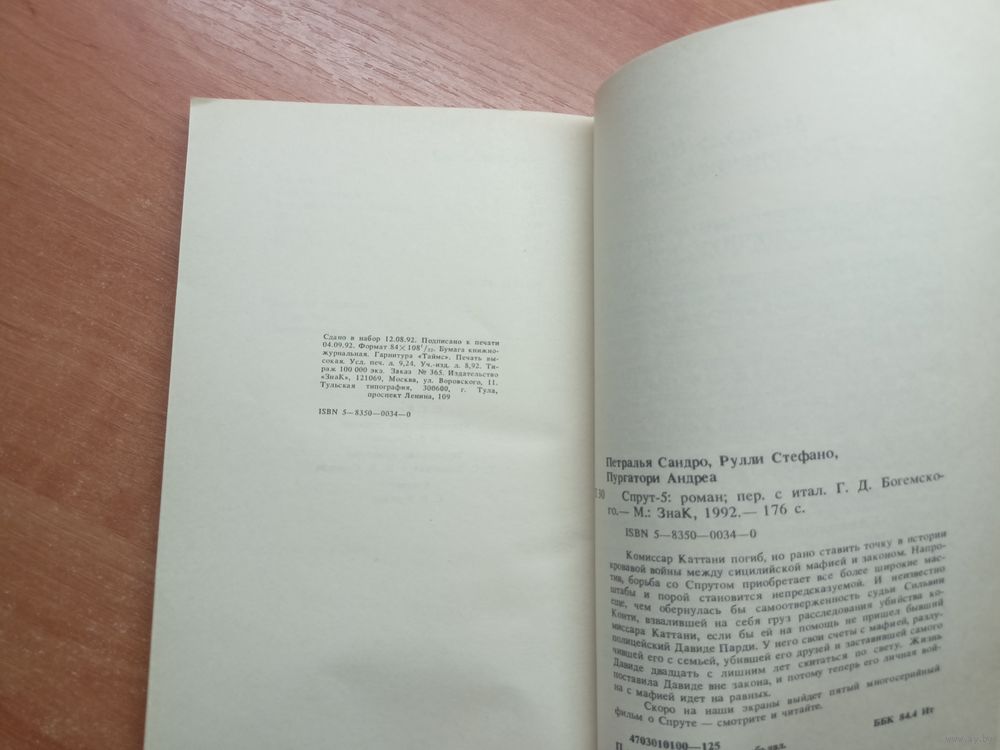 Сдано в набор 12.08.92. Подписано к печати
04.09.92. Формат 84×108¹/₃₂. Бумага книжно-
журнальная. Гарнитура «Таймс». Печать вы-
сокая. Усл. печ. л. 9,24. Уч.-изд. л. 8,92. Ти-
раж 100 000 экз. Заказ № 365. Издательство
«ЗнаК», 121069, Москва, ул. Воровского, 11.
Тульская типография, 300600, г. Тула,
проспект Ленина, 109
ISBN 5—8350—0034—0
Петралья Сандро, Рулли Стефано,
Пургатори Андреа
30 Спрут-5: роман; пер. с итал. Г. Д. Богемско-
го.— М.: ЗнаК, 1992.— 176 с.
ISBN 5—8350—0034—0
Комиссар Каттани погиб, но рано ставить точку в истории
кровавой войны между сицилийской мафией и законом. Напро-
тив, борьба со Спрутом приобретает все более широкие мас-
штабы и порой становится непредсказуемой. И неизвестно
еще, чем обернулась бы самоотверженность судьи Сильвии
Конти, взвалившей на себя груз расследования убийства ко-
миссара Каттани, если бы ей на помощь не пришел бывший
полицейский Давиде Парди. У него свои счеты с мафией, разлу-
чившей его с семьей, убившей его друзей и заставившей самого
Давиде двадцать с лишним лет скитаться по свету. Жизнь
поставила Давиде вне закона, и потому теперь его личная вой-
на с мафией идет на равных.
Скоро на наши экраны выйдет пятый многосерийный
фильм о Спруте — смотрите и читайте.
ББК 84.4 Ит
П 4703010100—125
www.ay.by